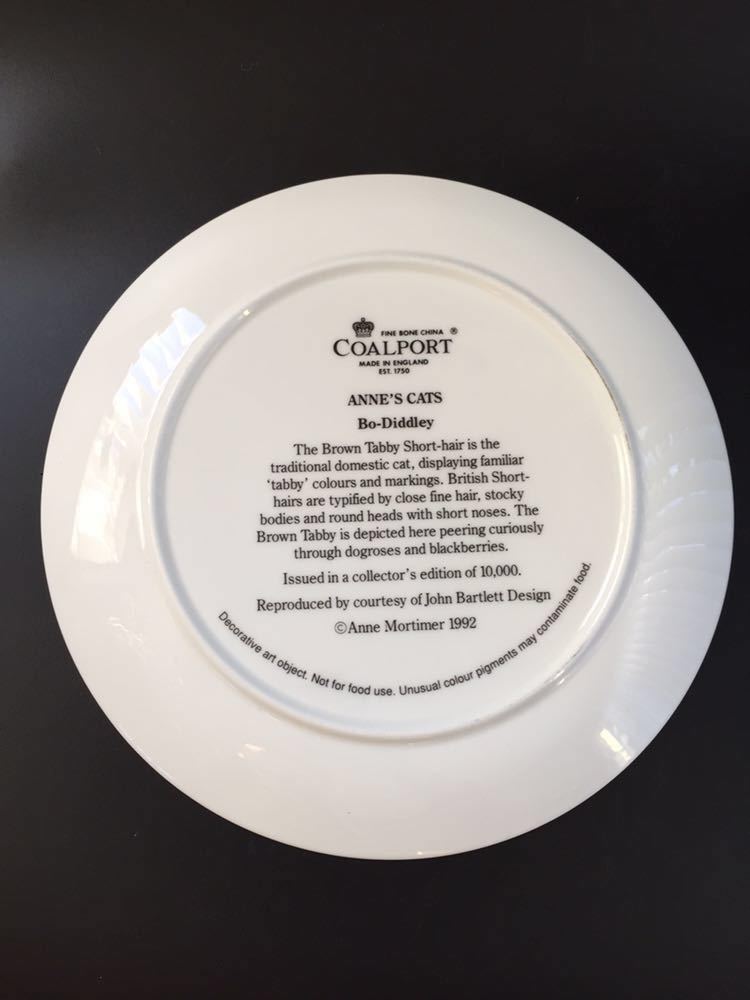 FINE BONE CHINA ®
COALPORT
MADE IN ENGLAND
EST. 1750
ANNE'S CATS
Bo-Diddley
The Brown Tabby Short-hair is the
traditional domestic cat, displaying familiar
'tabby' colours and markings. British Short-
hairs are typified by close fine hair, stocky
bodies and round heads with short noses. The
Brown Tabby is depicted here peering curiously
through dogroses and blackberries.
Issued in a collector's edition of 10,000.
Reproduced by courtesy of John Bartlett Design
©Anne Mortimer 1992
Decorative art object. Not for food use. Unusual colour pigments may contaminate food.